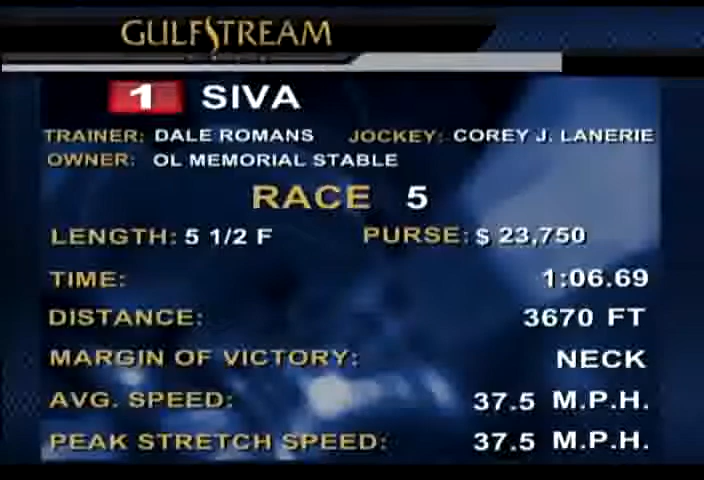 GULFSTREAM
1 SIVA
TRAINER: DALE ROMANS JOCKEY: COREY J. LANERIE
OWNER: OL MEMORIAL STABLE
RACE 5
LENGTH: 5 1/2 F PURSE: $ 23,750
TIME: 1:06.69
DISTANCE: 3670 FT
MARGIN OF VICTORY: NECK
AVG. SPEED: 37.5 M.P.H.
PEAK STRETCH SPEED: 37.5 M.P.H.